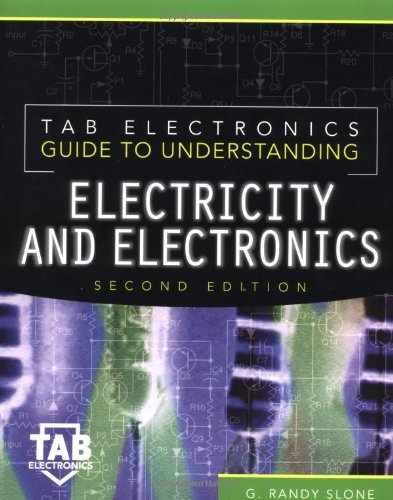 TAB ELECTRONICS
GUIDE TO UNDERSTANDING
ELECTRICITY
AND ELECTRONICS
SECOND EDITION
TAB
ELECTRONICS
G. RANDY SLONE